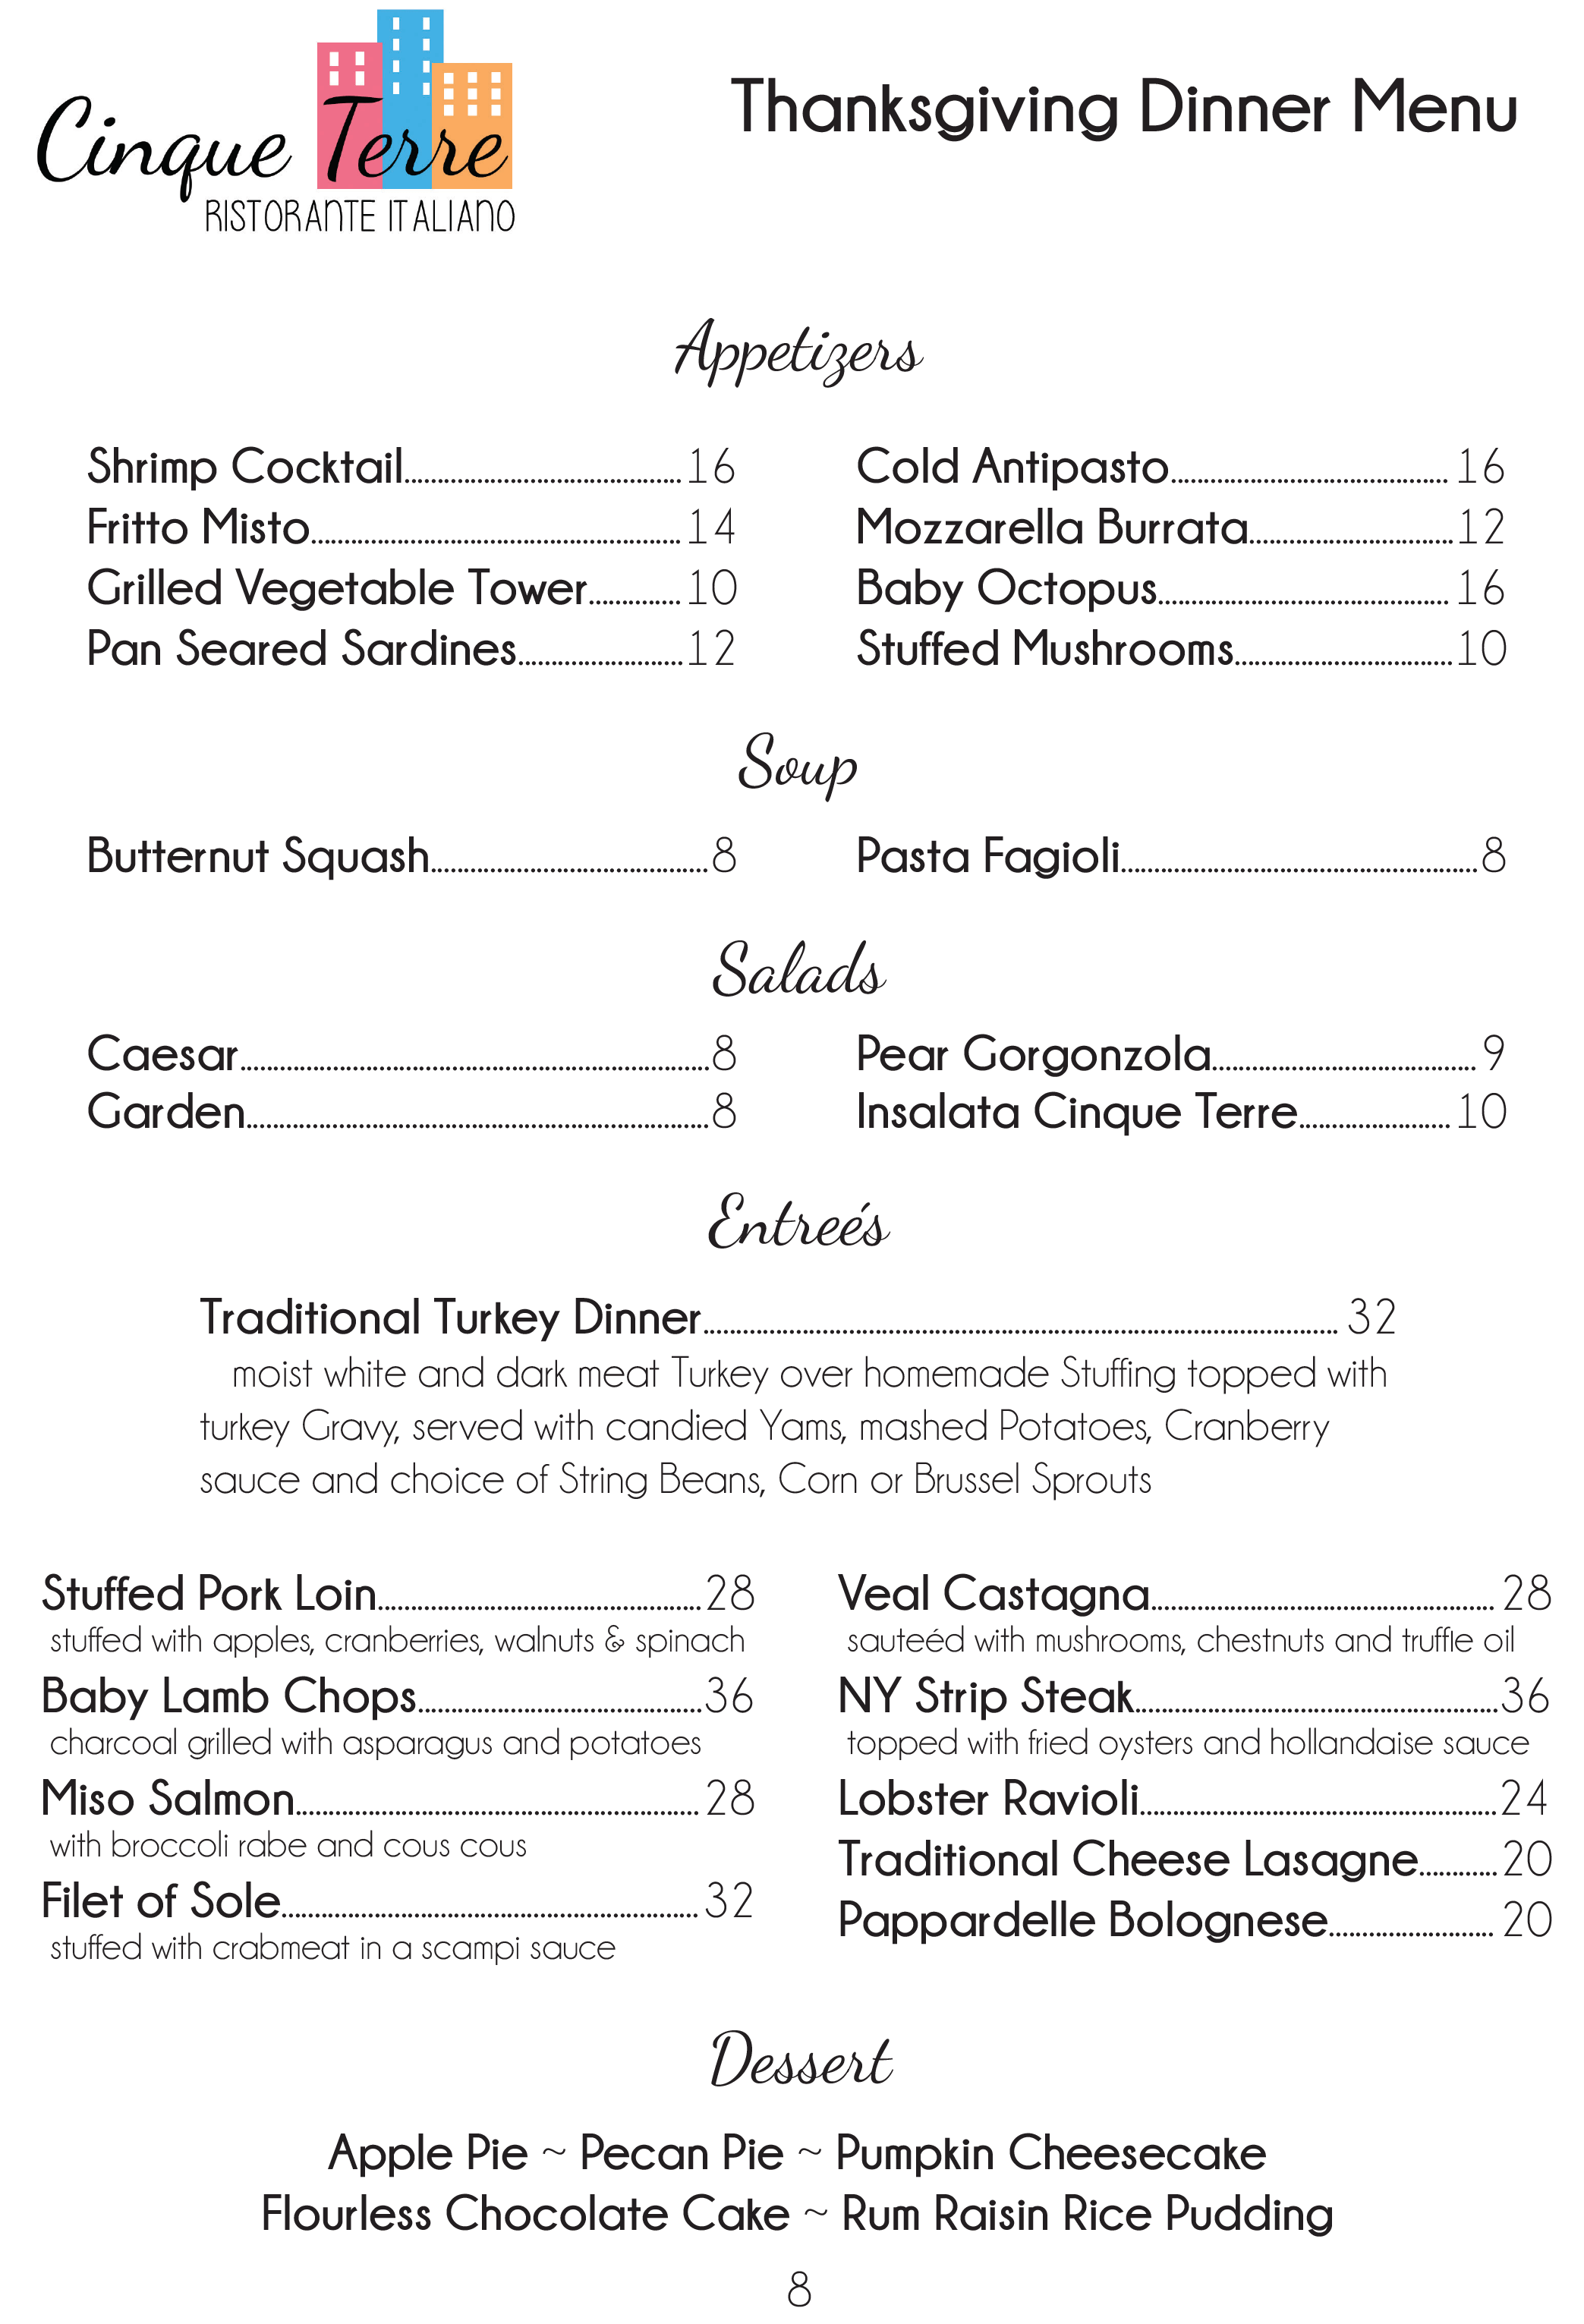 Cinque Terre
RISTORANTE ITALIANO
Thanksgiving Dinner Menu
Appetizers
Shrimp Cocktail 16
Fritto Misto 14
Grilled Vegetable Tower 10
Pan Seared Sardines 12
Cold Antipasto 16
Mozzarella Burrata 12
Baby Octopus 16
Stuffed Mushrooms 10
Soup
Butternut Squash 8
Pasta Fagioli 8
Salads
Caesar 8
Garden 8
Pear Gorgonzola 9
Insalata Cinque Terre 10
Entreé's
Traditional Turkey Dinner 32
moist white and dark meat Turkey over homemade Stuffing topped with
turkey Gravy, served with candied Yams, mashed Potatoes, Cranberry
sauce and choice of String Beans, Corn or Brussel Sprouts
Stuffed Pork Loin 28
stuffed with apples, cranberries, walnuts & spinach
Baby Lamb Chops 36
charcoal grilled with asparagus and potatoes
Miso Salmon 28
with broccoli rabe and cous cous
Filet of Sole 32
stuffed with crabmeat in a scampi sauce
Veal Castagna 28
sauteéd with mushrooms, chestnuts and truffle oil
NY Strip Steak 36
topped with fried oysters and hollandaise sauce
Lobster Ravioli 24
Traditional Cheese Lasagne 20
Pappardelle Bolognese 20
Dessert
Apple Pie ~ Pecan Pie ~ Pumpkin Cheesecake
Flourless Chocolate Cake ~ Rum Raisin Rice Pudding
8